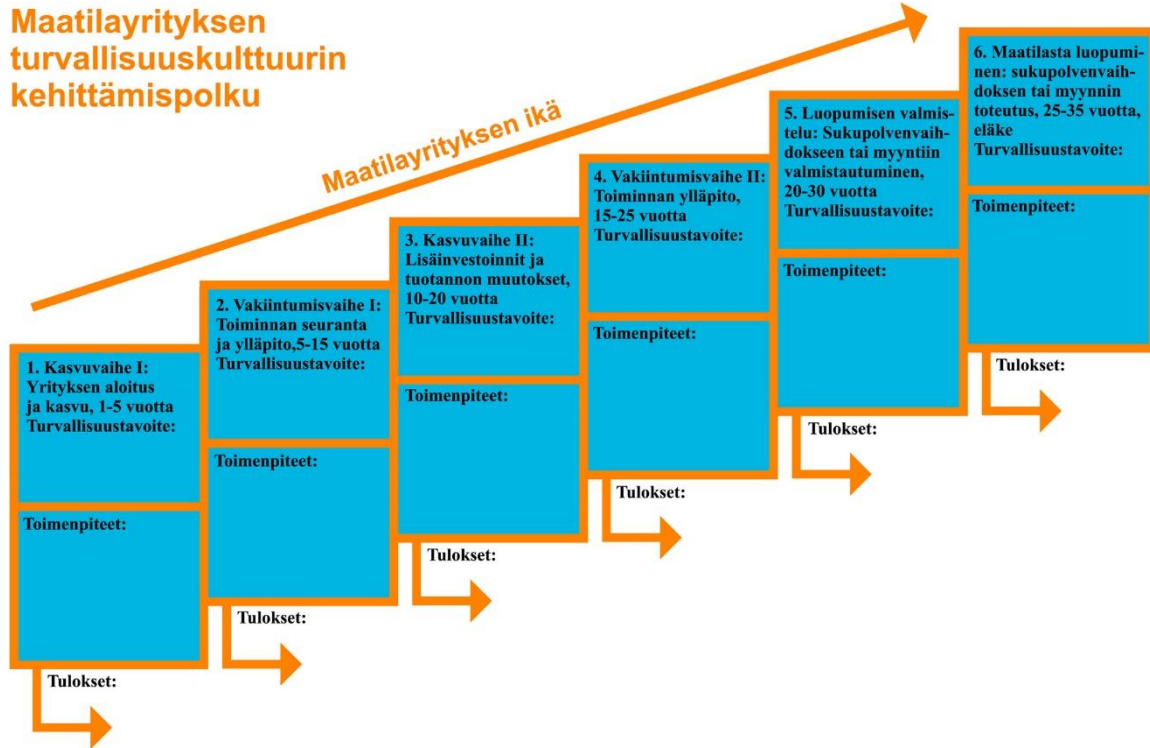 Maatilayrityksen
turvallisuuskulttuurin
kehittämispolku
Maatilayrityksen ikä
1. Kasvuvaihe I:
Yrityksen aloitus
ja kasvu, 1-5 vuotta
Turvallisuustavoite:
Toimenpiteet:
Tulokset:
2. Vakiintumisvaihe I:
Toiminnan seuranta
ja ylläpito,5-15 vuotta
Turvallisuustavoite:
Toimenpiteet:
Tulokset:
3. Kasvuvaihe II:
Lisäinvestoinnit ja
tuotannon muutokset,
10-20 vuotta
Turvallisuustavoite:
Toimenpiteet:
Tulokset:
4. Vakiintumisvaihe II:
Toiminnan ylläpito,
15-25 vuotta
Turvallisuustavoite:
Toimenpiteet:
Tulokset:
5. Luopumisen valmis-
telu: Sukupolvenvaih-
dokseen tai myyntiin
valmistautuminen,
20-30 vuotta
Turvallisuustavoite:
Toimenpiteet:
Tulokset:
6. Maatilasta luopumi-
nen: sukupolvenvaih-
doksen tai myynnin
toteutus, 25-35 vuotta,
eläke
Turvallisuustavoite:
Toimenpiteet:
Tulokset: